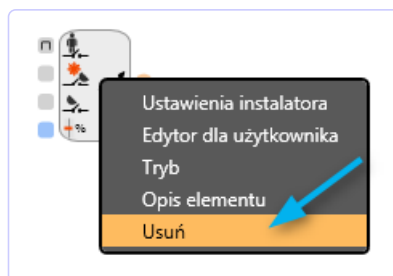 %
Ustawienia instalatora
Edytor dla użytkownika
Tryb
Opis elementu
Usuń